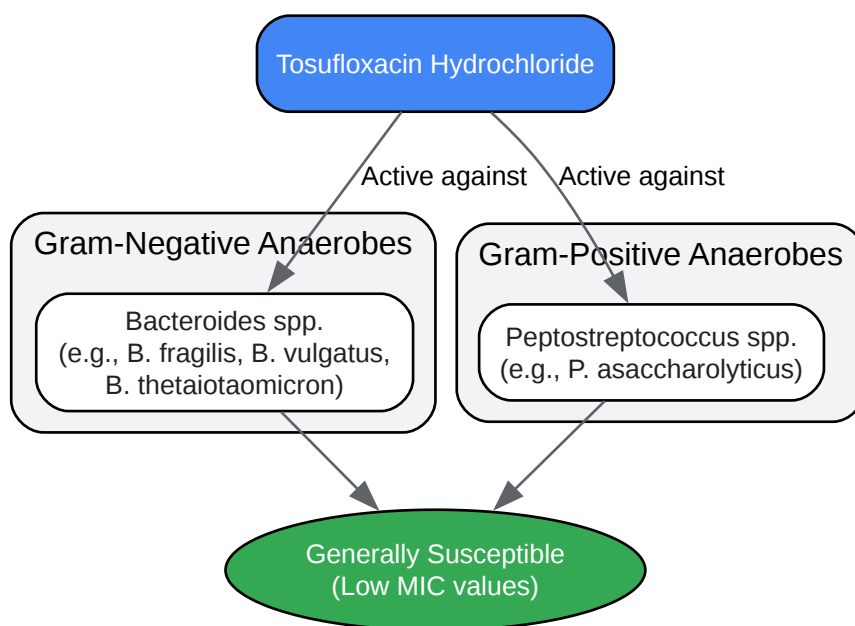 Tosufloxacin Hydrochloride
Active against
Active against
Gram-Negative Anaerobes
Bacteroides spp.
(e.g., B. fragilis, B. vulgatus,
B. thetaiotaomicron)
Gram-Positive Anaerobes
Peptostreptococcus spp.
(e.g., P. asaccharolyticus)
Generally Susceptible
(Low MIC values)